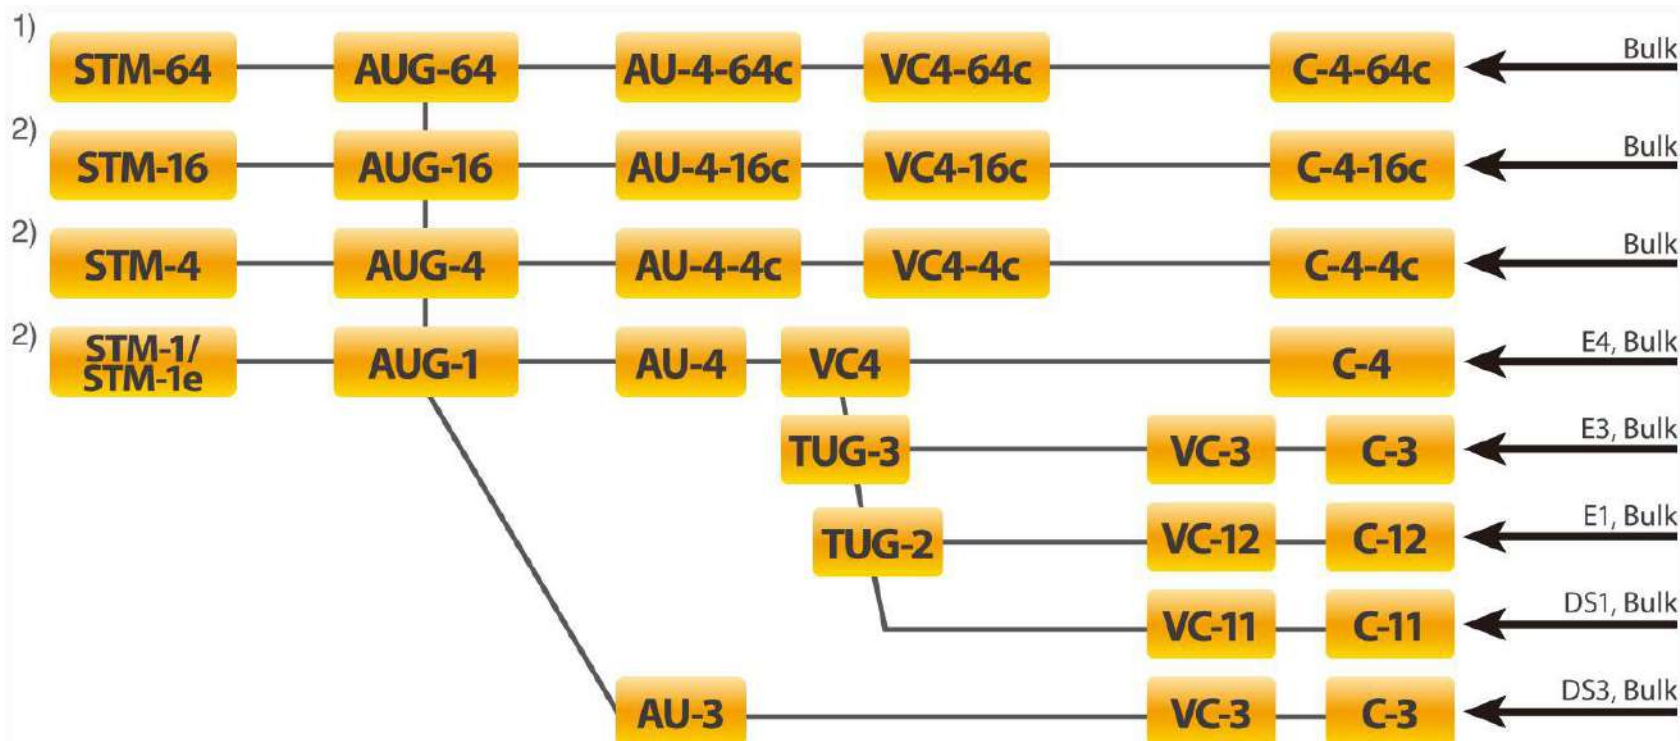 1)
STM-64 AUG-64 AU-4-64c VC4-64c C-4-64c Bulk
2)
STM-16 AUG-16 AU-4-16c VC4-16c C-4-16c Bulk
2)
STM-4 AUG-4 AU-4-4c VC4-4c C-4-4c Bulk
2)
STM-1/
STM-1e AUG-1 AU-4 VC4 C-4 E4, Bulk
TUG-3 VC-3 C-3 E3, Bulk
TUG-2 VC-12 C-12 E1, Bulk
VC-11 C-11 DS1, Bulk
AU-3 VC-3 C-3 DS3, Bulk